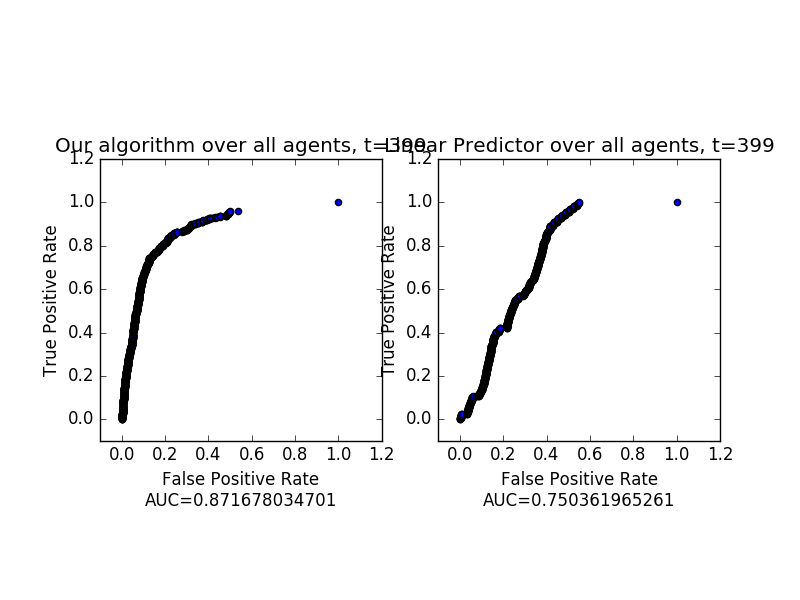 Our algorithm over all agents, t=399
Linear Predictor over all agents, t=399
True Positive Rate
1.2
1.0
0.8
0.6
0.4
0.2
0.0
0.0 0.2 0.4 0.6 0.8 1.0 1.2
False Positive Rate
AUC=0.871678034701
True Positive Rate
1.2
1.0
0.8
0.6
0.4
0.2
0.0
0.0 0.2 0.4 0.6 0.8 1.0 1.2
False Positive Rate
AUC=0.750361965261